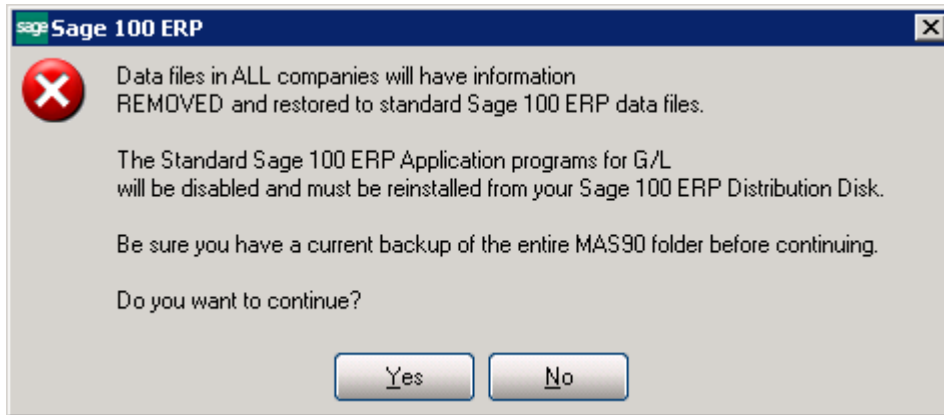 sage Sage 100 ERP
Data files in ALL companies will have information
REMOVED and restored to standard Sage 100 ERP data files.
The Standard Sage 100 ERP Application programs for G/L
will be disabled and must be reinstalled from your Sage 100 ERP Distribution Disk.
Be sure you have a current backup of the entire MAS90 folder before continuing.
Do you want to continue?
Yes No